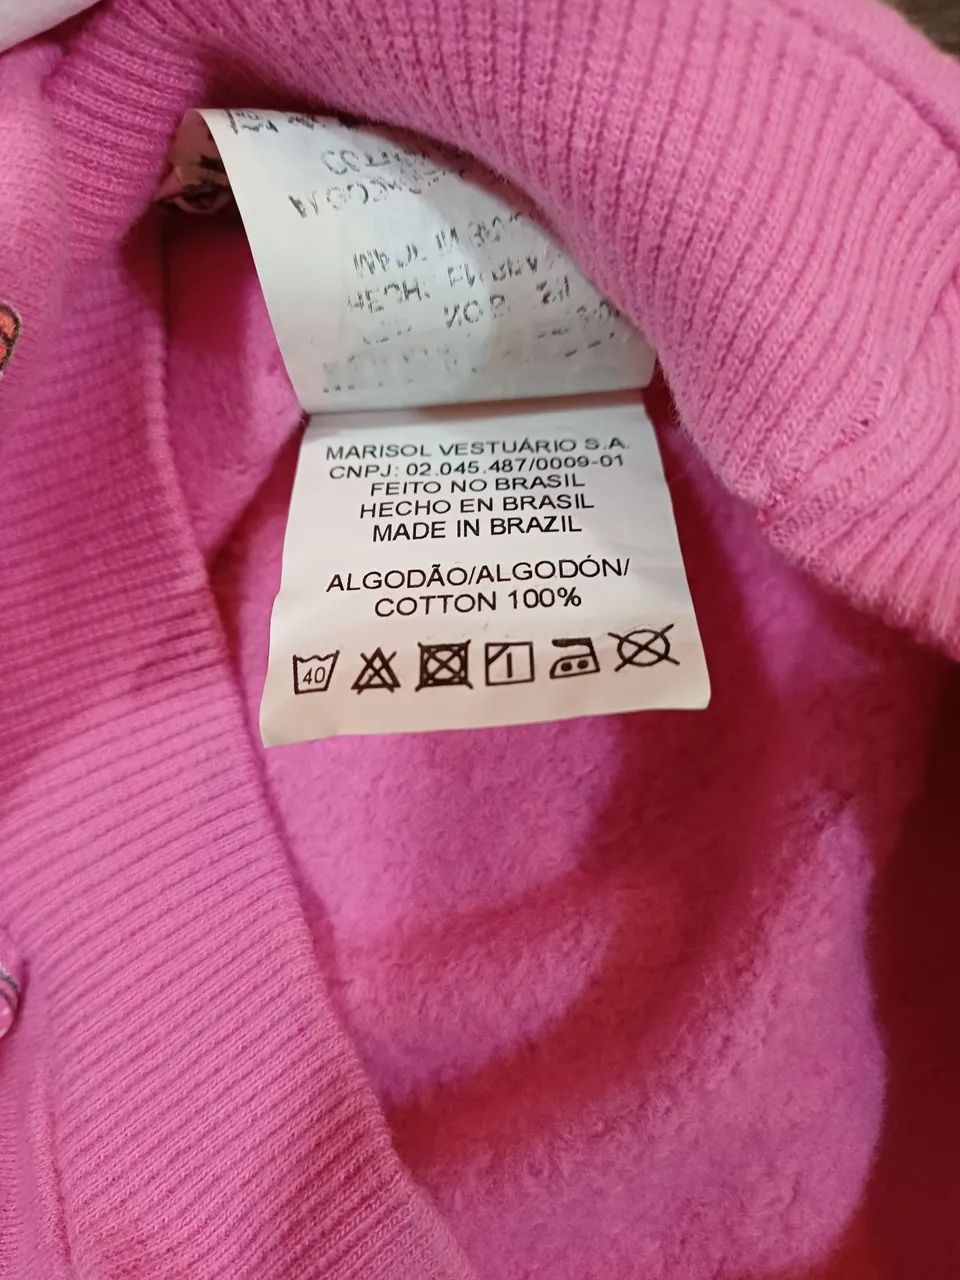 MARISOL VESTUÁRIO S.A.
CNPJ: 02.045.487/0009-01
FEITO NO BRASIL
HECHO EN BRASIL
MADE IN BRAZIL
ALGODÃO/ALGODÓN/
COTTON 100%
40